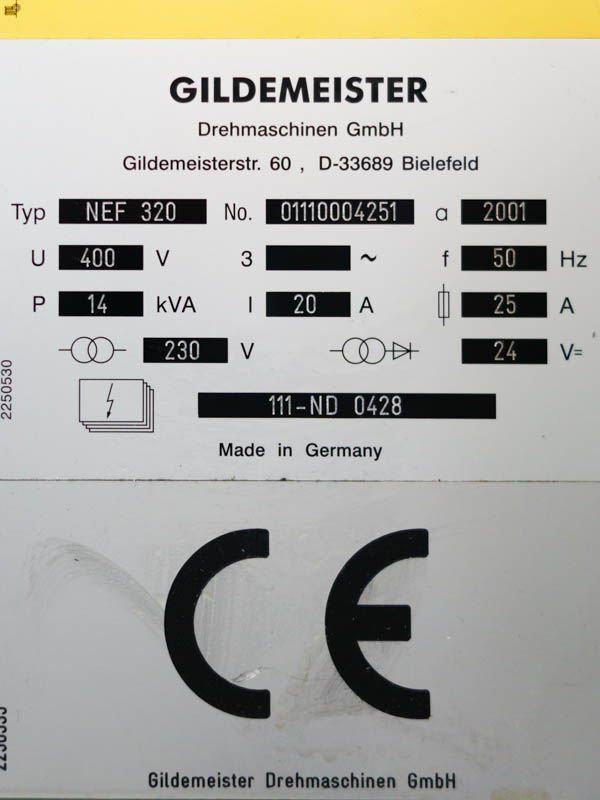 GILDEMEISTER
Drehmaschinen GmbH
Gildemeisterstr. 60 , D-33689 Bielefeld
Typ NEF 320 No. 01110004251 a 2001
U 400 V 3 ~ f 50 Hz
P 14 kVA I 20 A 25 A
230 V 24 V=
111-ND 0428
2250530
Made in Germany
CE
Gildemeister Drehmaschinen GmbH